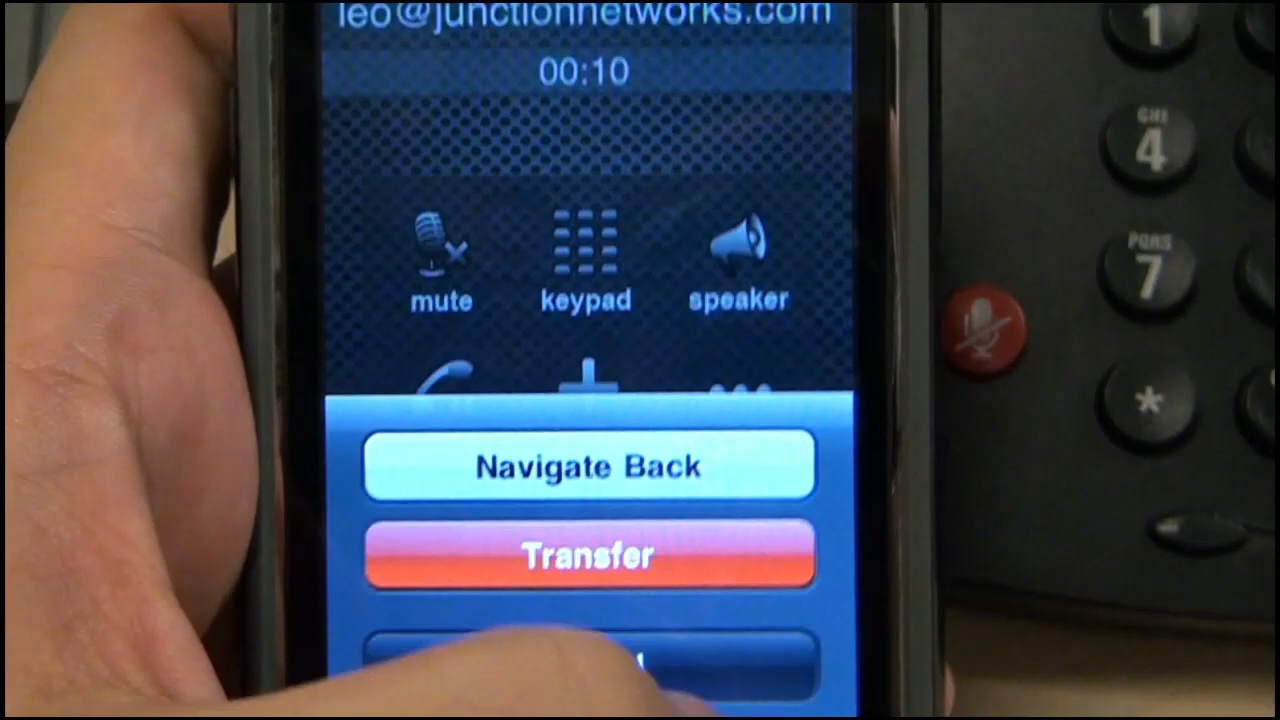 leo@junctionnetworks.com
00:10
mute keypad speaker
Navigate Back
Transfer
1
GHI
4
PQRS
7
*